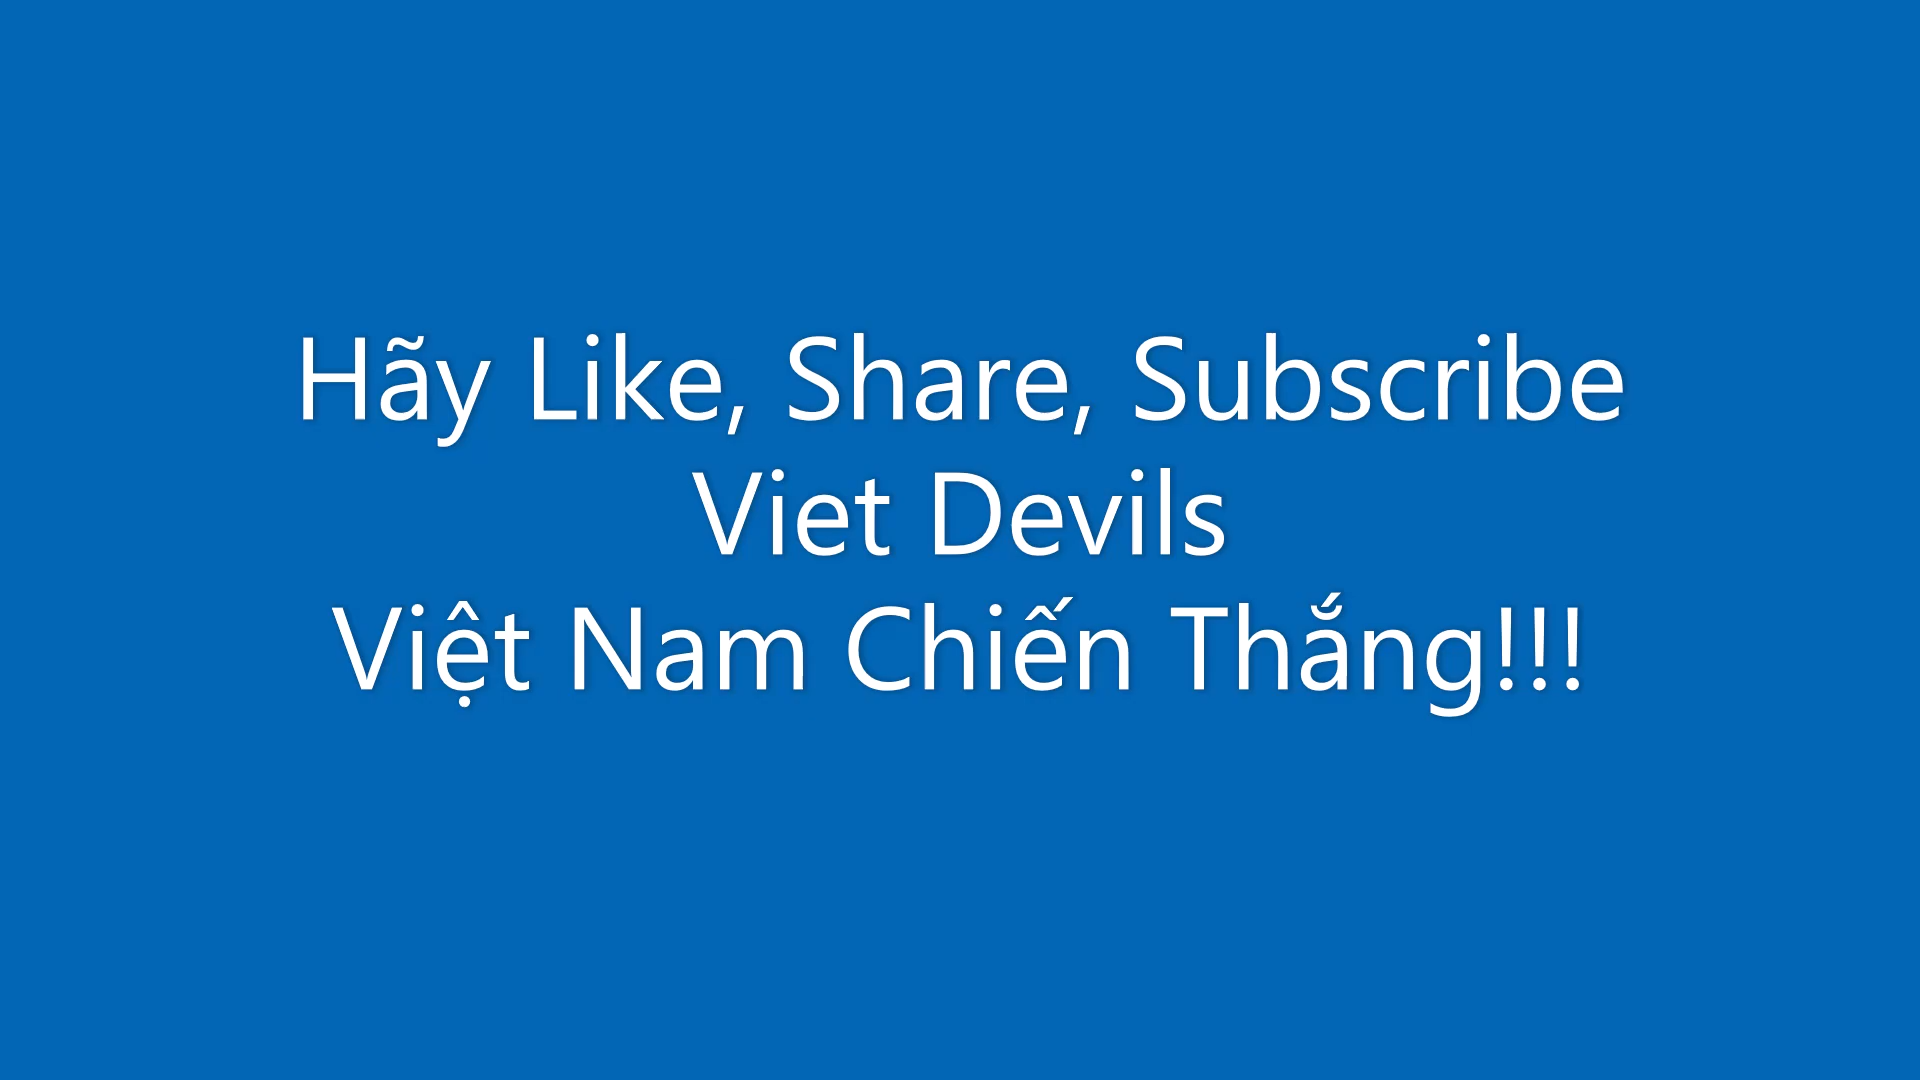 Hãy Like, Share, Subscribe
Viet Devils
Việt Nam Chiến Thắng!!!